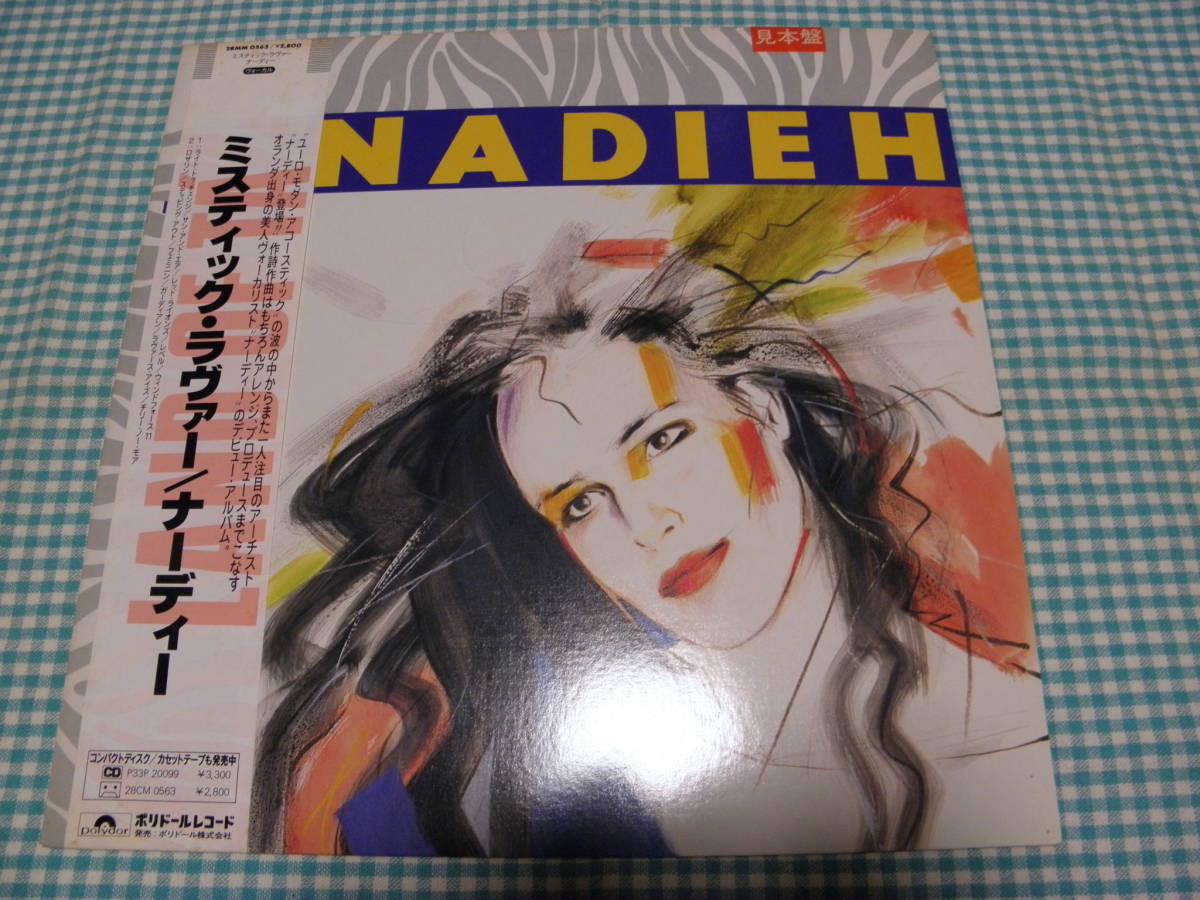 28MM 0563/¥2,800
ミスティック・ラヴァー
ナーディー
ヴォーカル
見本盤
NADIEH
"ユーロ・モダン・アコースティック"の波の中からまた一人注目のアーチスト
"ナーディー"登場!! 作詩作曲はもちろんアレンジ、プロデュースまでこなす
オランダ出身の美人ヴォーカリスト"ナーディー"のデビュー・アルバム。
ミスティック・ラヴァー/ナーディー
コンパクトディスク/カセットテープも発売中
CD P33P 20099 ¥3,300
28CM 0563 ¥2,800
polydor
ポリドールレコード
発売:ポリドール株式会社